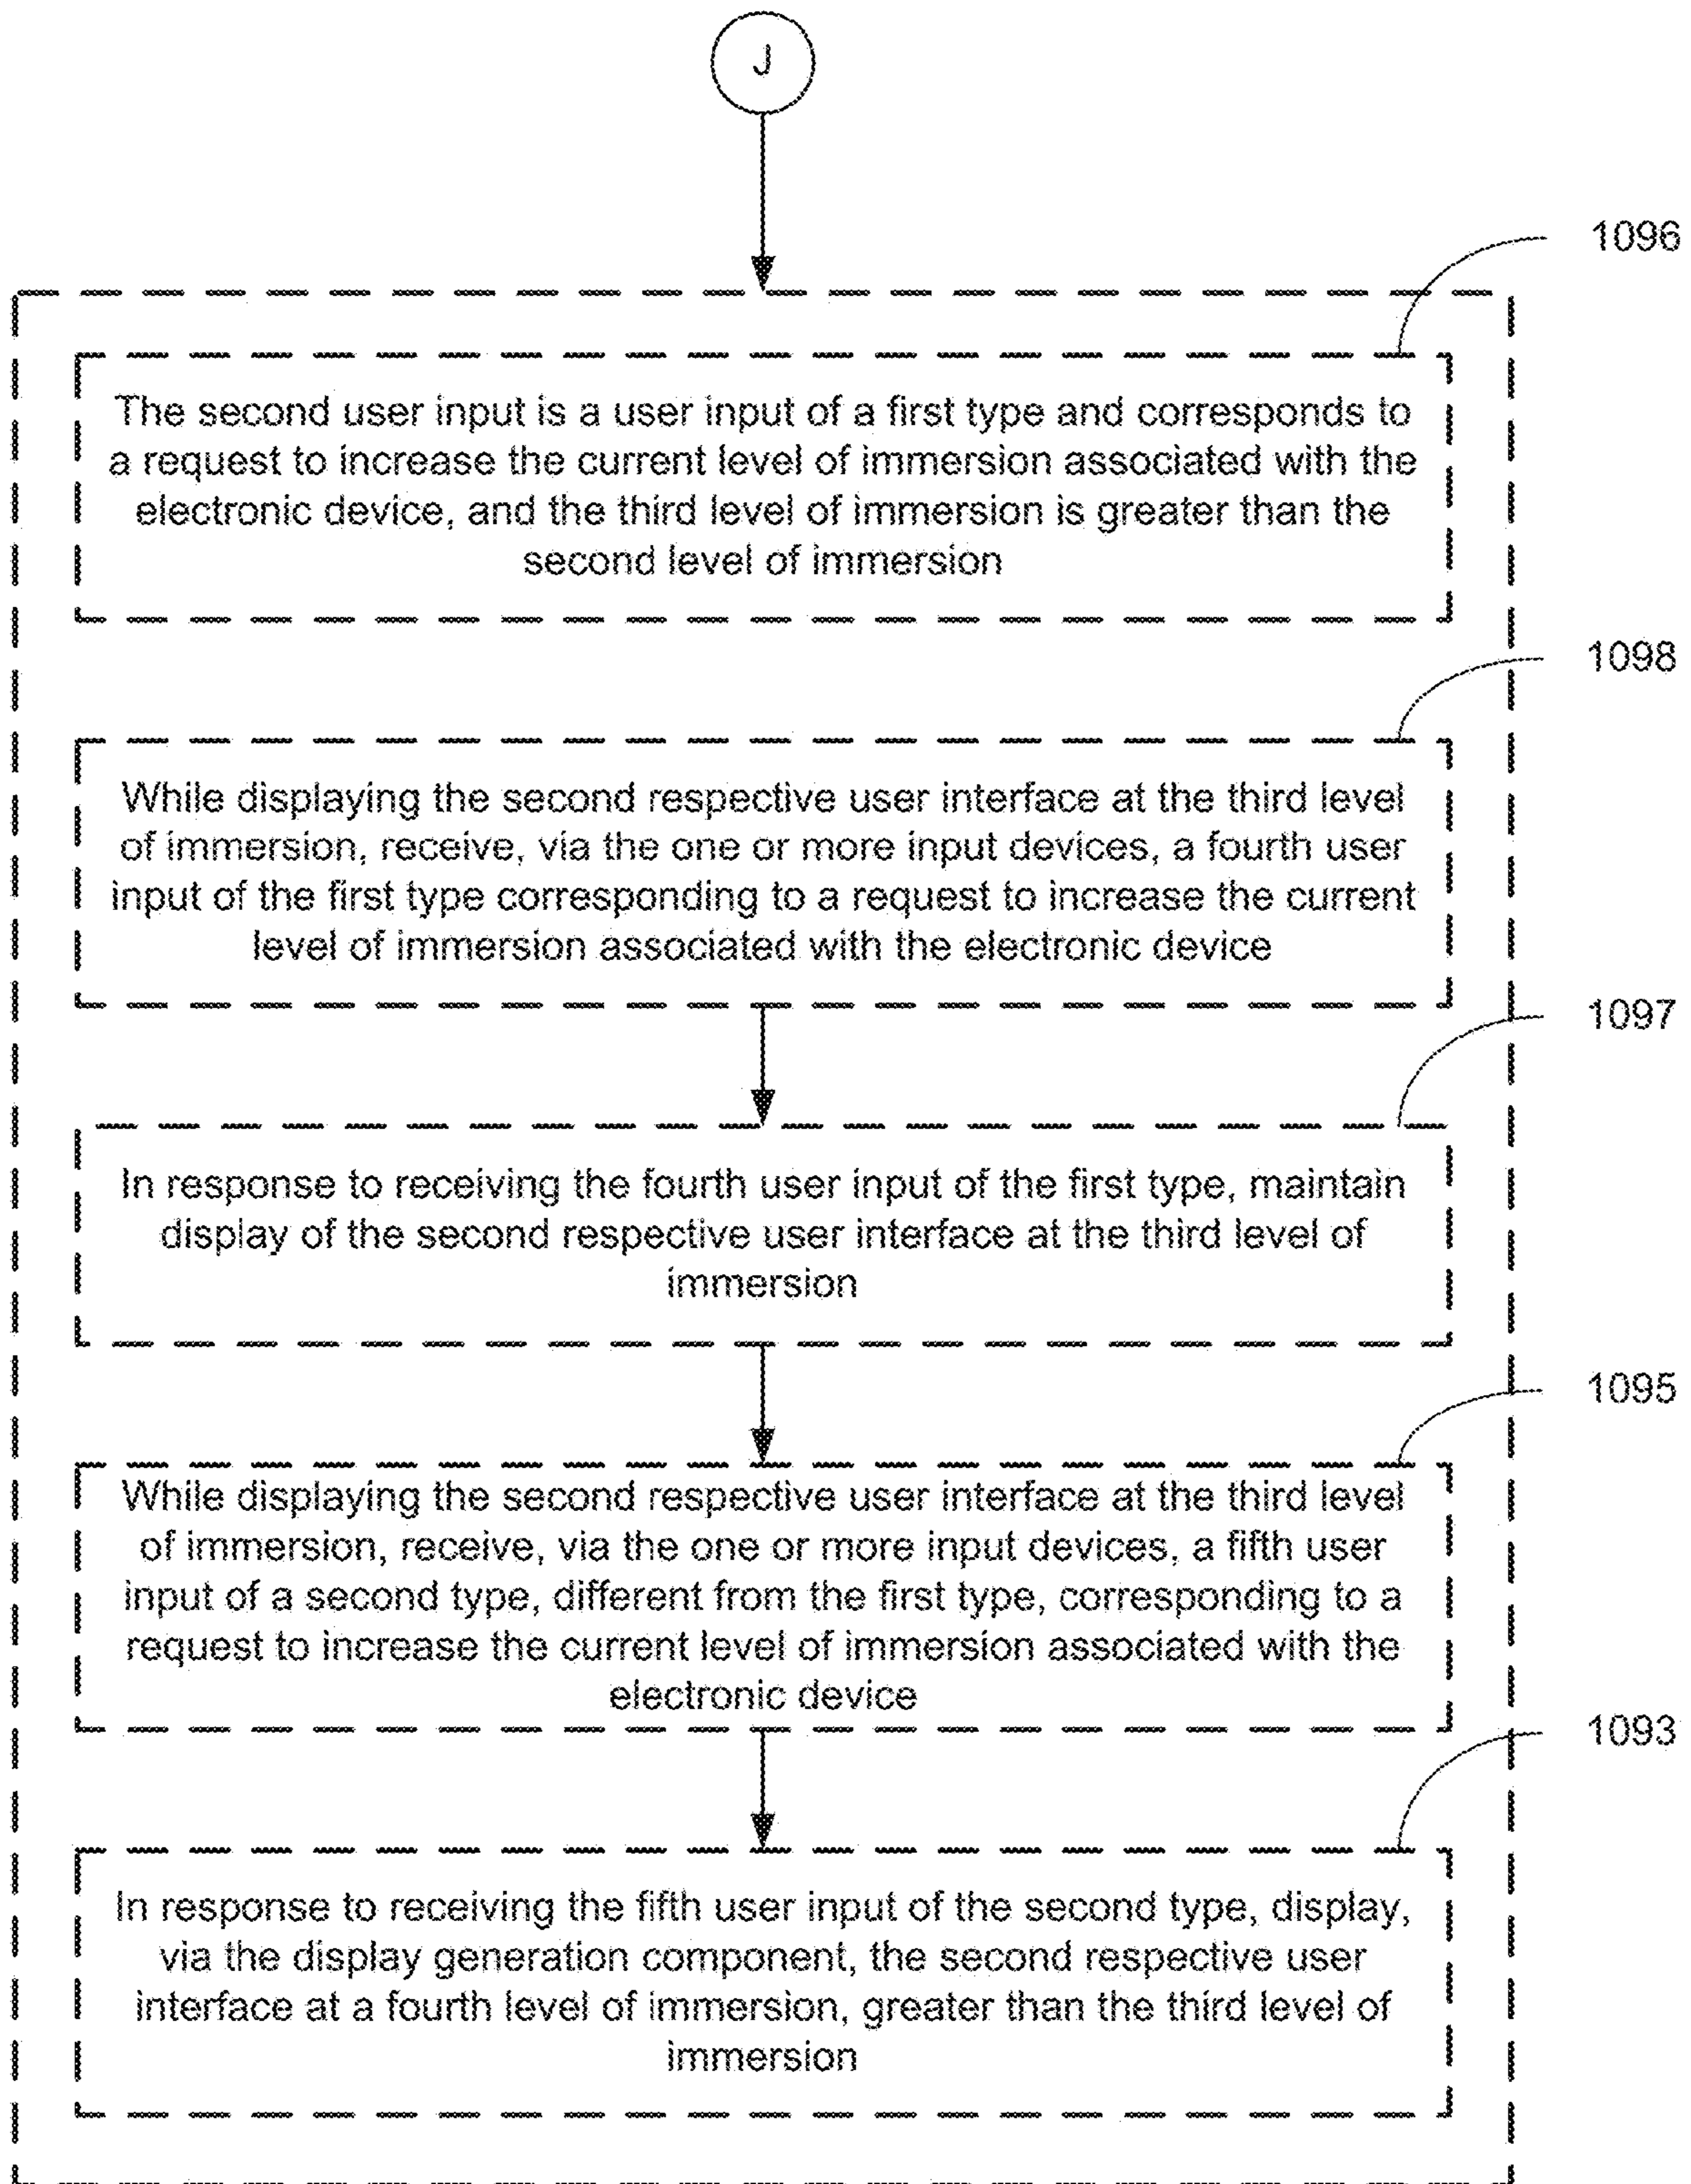 J
1096
The second user input is a user input of a first type and corresponds to
a request to increase the current level of immersion associated with the
electronic device, and the third level of immersion is greater than the
second level of immersion
1098
While displaying the second respective user interface at the third level
of immersion, receive, via the one or more input devices, a fourth user
input of the first type corresponding to a request to increase the current
level of immersion associated with the electronic device
1097
In response to receiving the fourth user input of the first type, maintain
display of the second respective user interface at the third level of
immersion
1095
While displaying the second respective user interface at the third level
of immersion, receive, via the one or more input devices, a fifth user
input of a second type, different from the first type, corresponding to a
request to increase the current level of immersion associated with the
electronic device
1093
In response to receiving the fifth user input of the second type, display,
via the display generation component, the second respective user
interface at a fourth level of immersion, greater than the third level of
immersion